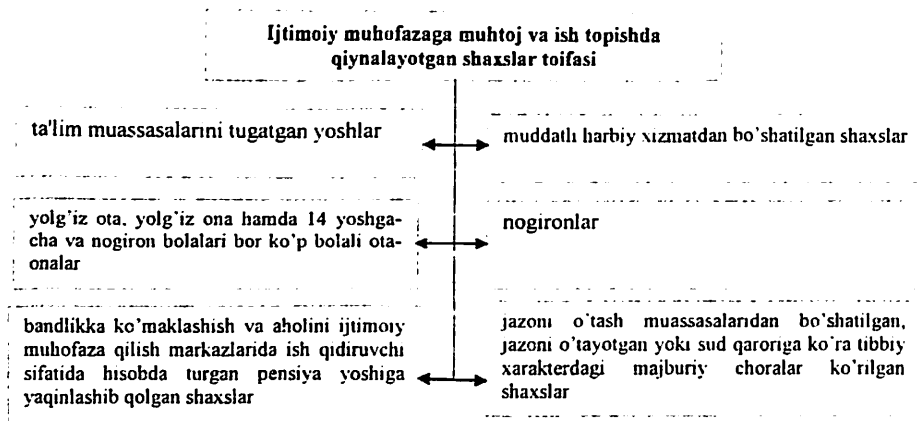 Ijtimoiy muhofazaga muhtoj va ish topishda
qiynalayotgan shaxslar toifasi
ta'lim muassasalarini tugatgan yoshlar
muddatli harbiy xizmatdan bo'shatilgan shaxslar
yolg'iz ota, yolg'iz ona hamda 14 yoshga-
cha va nogiron bolalari bor ko'p bolali ota-
onalar
nogironlar
bandlikka ko'maklashish va aholini ijtimoiy
muhofaza qilish markazlarida ish qidiruvchi
sifatida hisobda turgan pensiya yoshiga
yaqinlashib qolgan shaxslar
jazoni o'tash muassasalaridan bo'shatilgan,
jazoni o'tayotgan yoki sud qaroriga ko'ra tibbiy
xarakterdagi majburiy choralar ko'rilgan
shaxslar